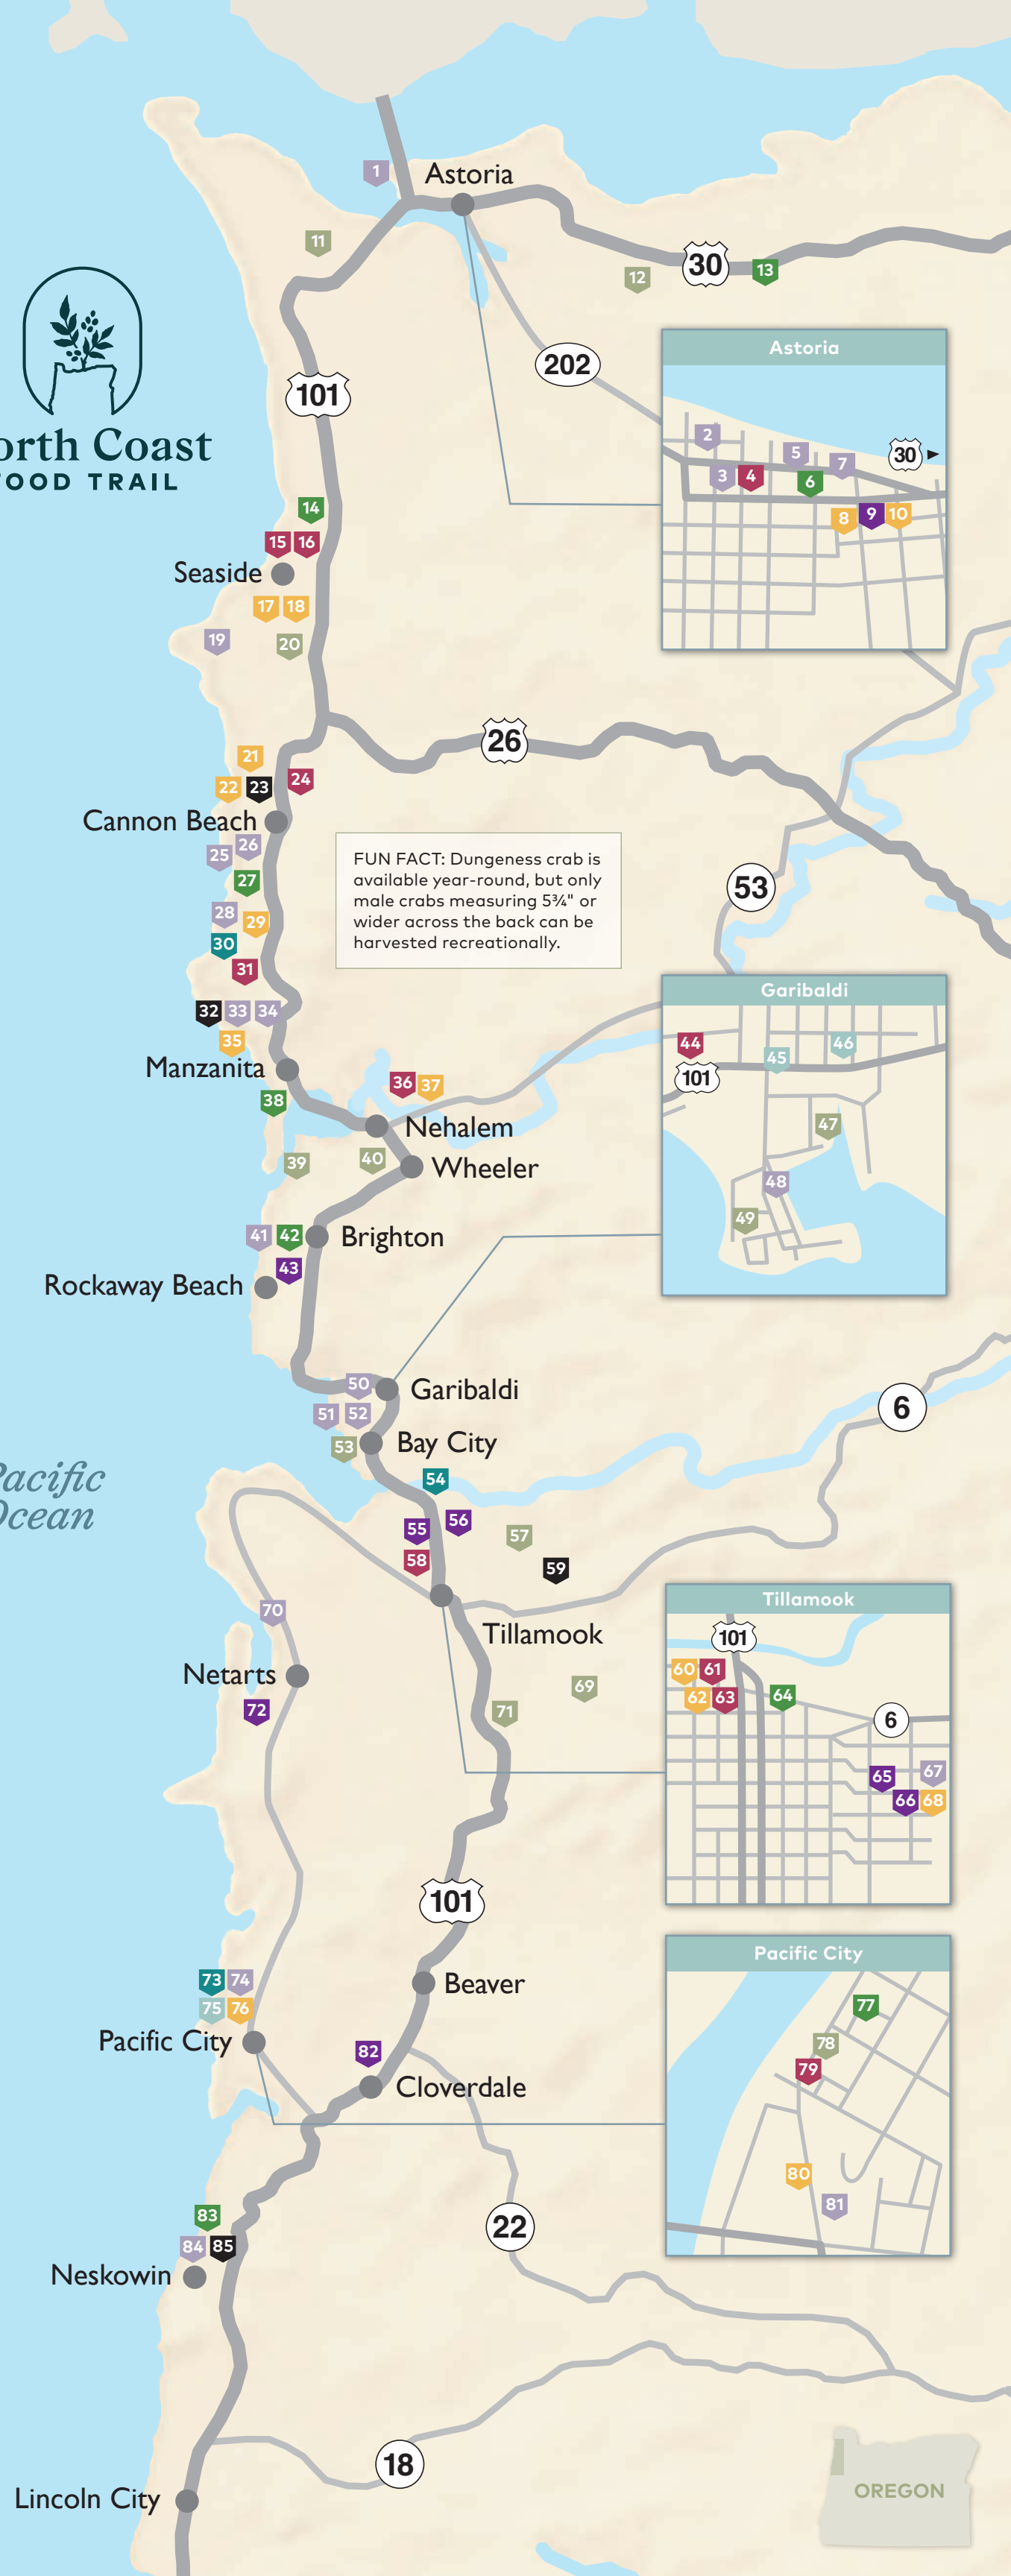 1
Astoria
11
12
30
13
202
Astoria
2
5
7
30
3
4
6
8
9
10
101
orth Coast
OOD TRAIL
14
15 16
Seaside
17 18
19
20
26
21
22 23
24
Cannon Beach
25
26
27
28
29
30
31
FUN FACT: Dungeness crab is
available year-round, but only
male crabs measuring 5¾" or
wider across the back can be
harvested recreationally.
53
32 33 34
35
Manzanita
36 37
38
Nehalem
39
40
Wheeler
Garibaldi
44
45
46
101
47
48
49
41 42
Brighton
43
Rockaway Beach
50
Garibaldi
51 52
53
Bay City
6
Pacific
Ocean
54
55
56
57
58
59
Tillamook
Tillamook
101
60 61
62 63
64
6
65
67
66 68
70
Netarts
72
69
71
101
73 74
75 76
Pacific City
Beaver
82
Cloverdale
Pacific City
77
78
79
80
81
83
84 85
Neskowin
22
18
Lincoln City
OREGON